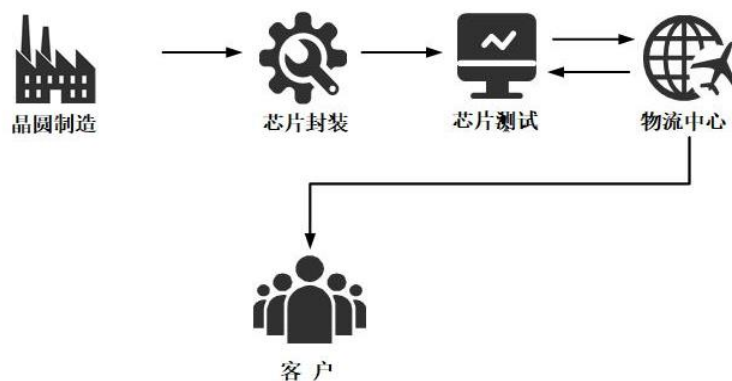 晶圆制造
芯片封装
芯片测试
物流中心
客 户